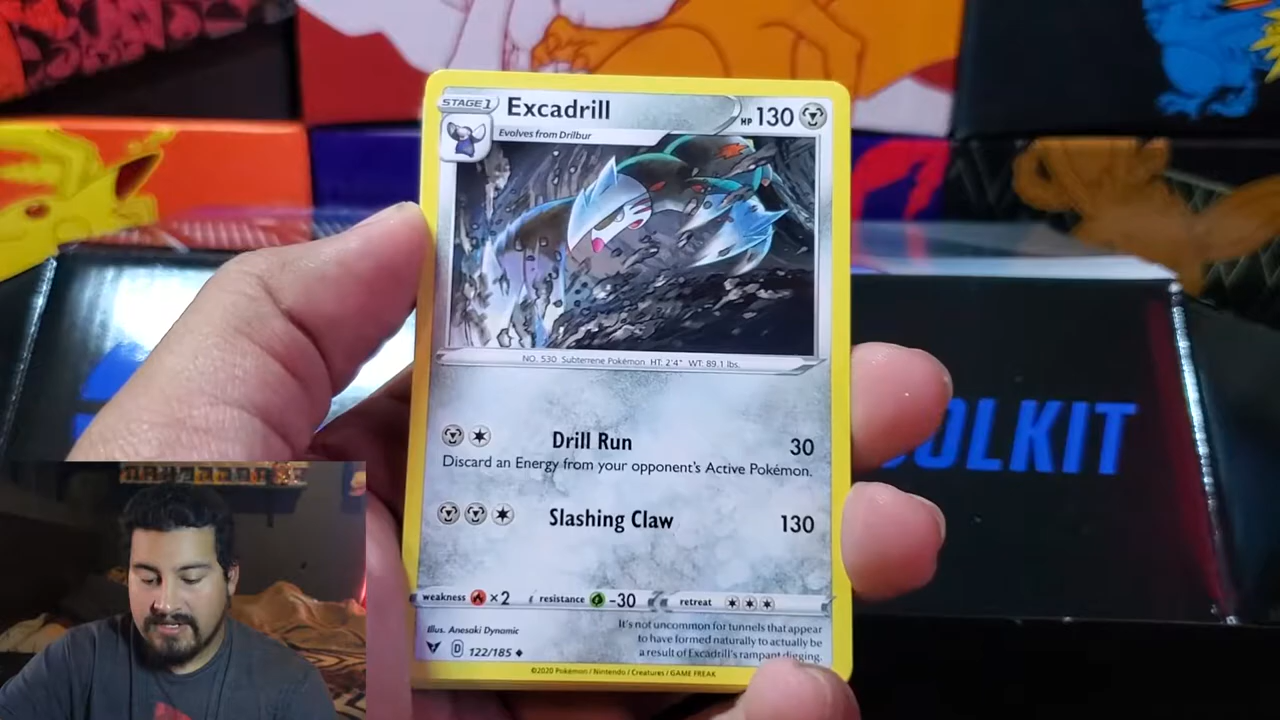 STAGE 1 Excadrill HP 130
Evolves from Drilbur
NO. 530 Subterrene Pokémon HT: 2'4" WT: 89.1 lbs.
Drill Run 30
Discard an Energy from your opponent's Active Pokémon.
Slashing Claw 130
weakness ×2 resistance -30 retreat
Illus. Anesaki Dynamic
It's not uncommon for tunnels that appear
to have formed naturally to actually be
a result of Excadrill's rampant digging.
D 122/185
©2020 Pokémon / Nintendo / Creatures / GAME FREAK
OLKIT